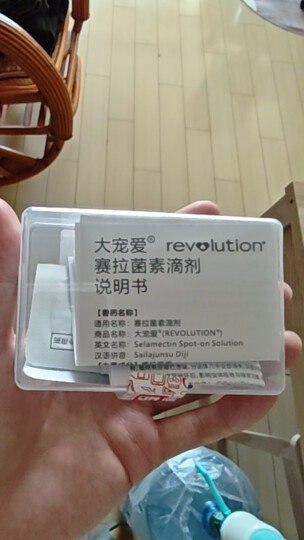 大宠爱® revolution®
赛拉菌素滴剂
说明书
【兽药名称】
通用名称：赛拉菌素滴剂
商品名称：大宠爱®(REVOLUTION®)
英文名称：Selamectin Spot-on Solution
汉语拼音：Sailajunsu Diji